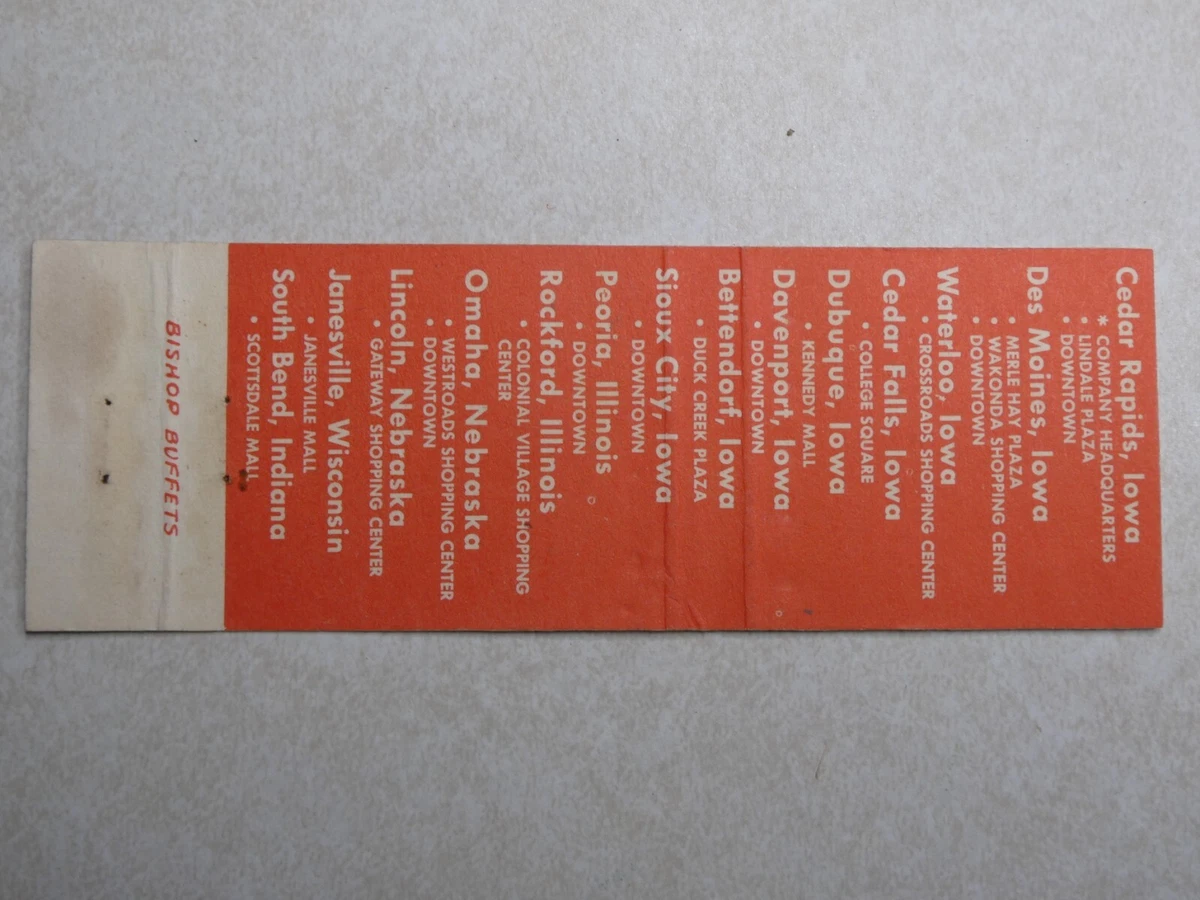 Cedar Rapids, Iowa
* COMPANY HEADQUARTERS
• LINDALE PLAZA
• DOWNTOWN
Des Moines, Iowa
• MERLE HAY PLAZA
• WAKONDA SHOPPING CENTER
• DOWNTOWN
Waterloo, Iowa
• CROSSROADS SHOPPING CENTER
Cedar Falls, Iowa
• COLLEGE SQUARE
Dubuque, Iowa
• KENNEDY MALL
Davenport, Iowa
• DOWNTOWN
Bettendorf, Iowa
• DUCK CREEK PLAZA
Sioux City, Iowa
• DOWNTOWN
Peoria, Illinois
• DOWNTOWN
Rockford, Illinois
• COLONIAL VILLAGE SHOPPING
CENTER
Omaha, Nebraska
• WESTROADS SHOPPING CENTER
• DOWNTOWN
Lincoln, Nebraska
• GATEWAY SHOPPING CENTER
Janesville, Wisconsin
• JANESVILLE MALL
South Bend, Indiana
• SCOTTSDALE MALL
BISHOP BUFFETS